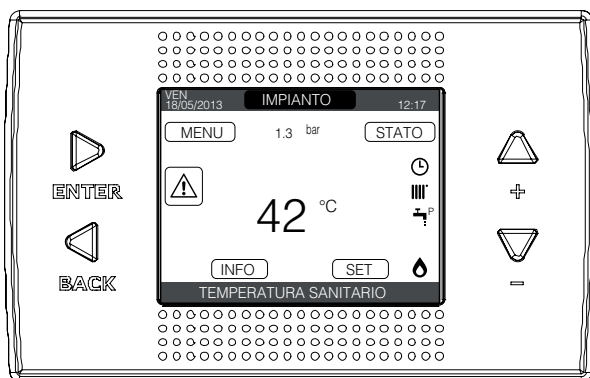 VEN
18/05/2013 IMPIANTO 12:17
MENU 1.3 bar STATO
ENTER
+
42 °C
P
BACK
INFO SET
-
TEMPERATURA SANITARIO